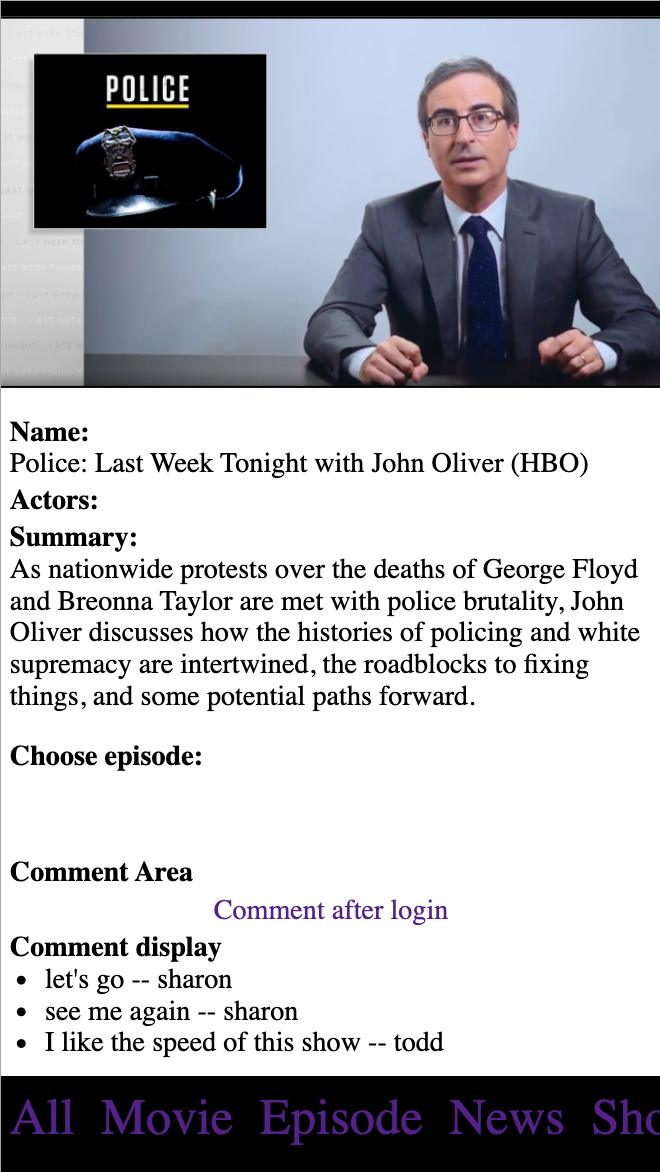 LAST WEEK TONIGHT
POLICE
Name:
Police: Last Week Tonight with John Oliver (HBO)
Actors:
Summary:
As nationwide protests over the deaths of George Floyd
and Breonna Taylor are met with police brutality, John
Oliver discusses how the histories of policing and white
supremacy are intertwined, the roadblocks to fixing
things, and some potential paths forward.
Choose episode:
Comment Area
Comment after login
Comment display
let's go -- sharon
see me again -- sharon
I like the speed of this show -- todd
All Movie Episode News Sho